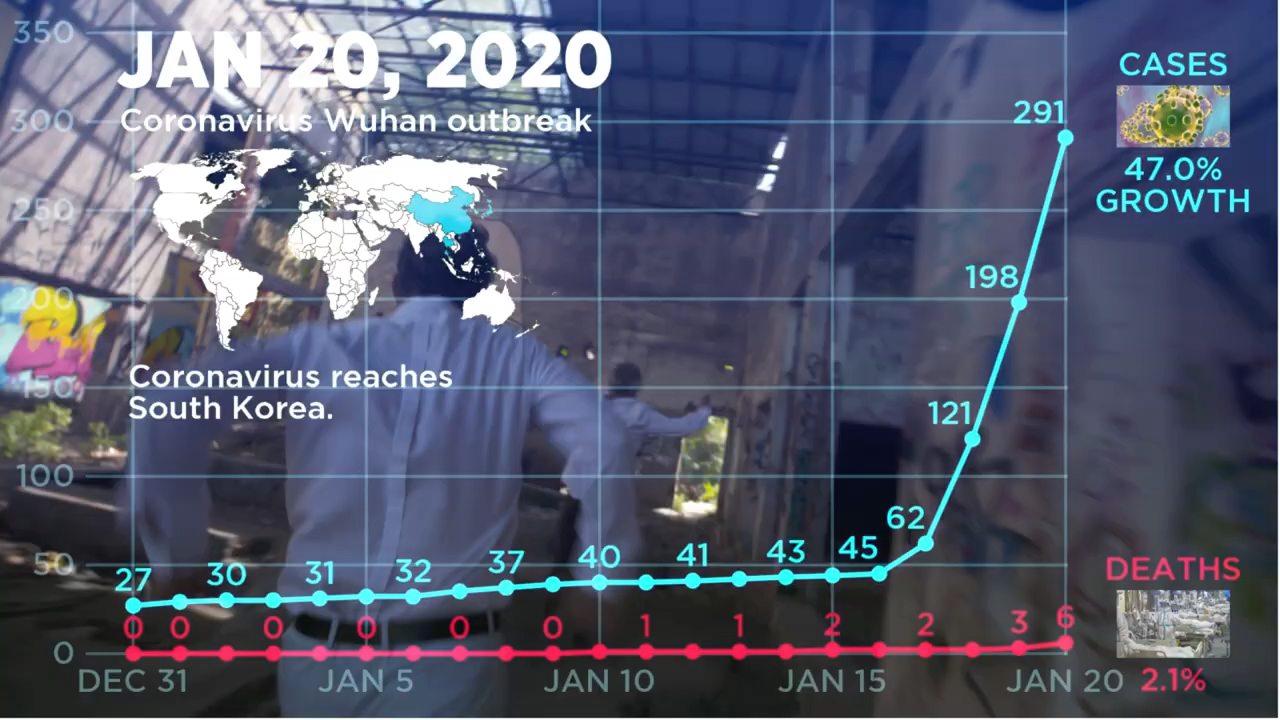 JAN 20, 2020
Coronavirus Wuhan outbreak
Coronavirus reaches
South Korea.
350
300
250
200
150
100
50
0
27
30
31
32
37
40
41
43
45
62
121
198
291
0
0
0
0
0
0
1
1
2
2
3
6
DEC 31
JAN 5
JAN 10
JAN 15
JAN 20
CASES
47.0%
GROWTH
DEATHS
2.1%